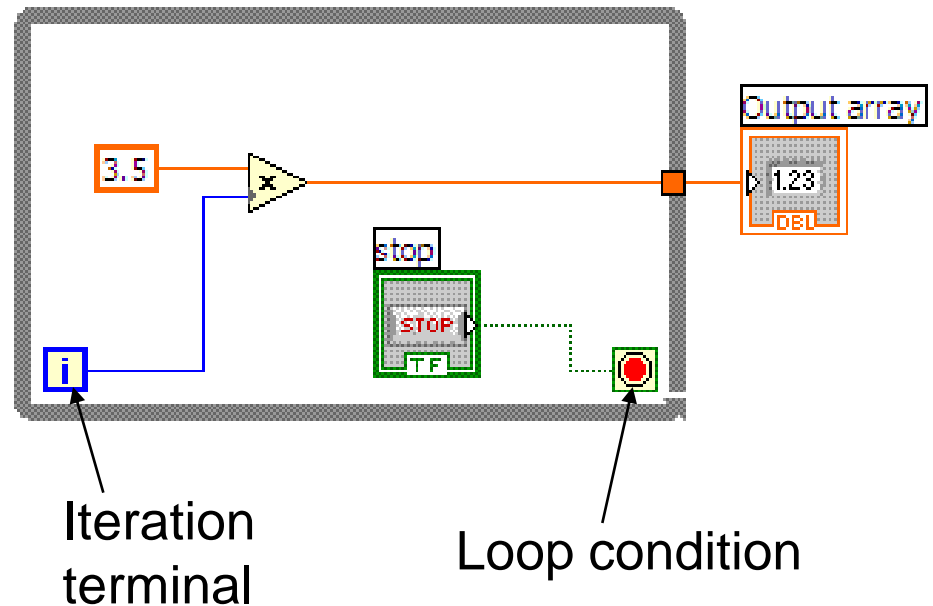 Output array
3.5
x
1.23
DBL
stop
STOP
TF
i
Iteration
terminal
Loop condition